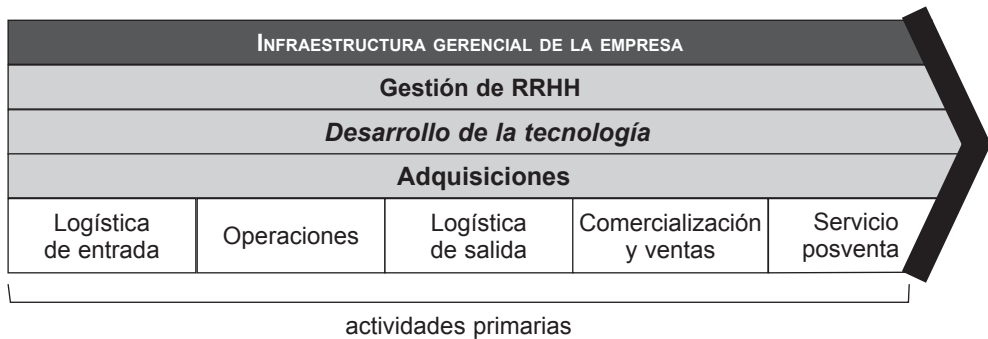 INFRAESTRUCTURA GERENCIAL DE LA EMPRESA
Gestión de RRHH
Desarrollo de la tecnología
Adquisiciones
Logística
de entrada
Operaciones
Logística
de salida
Comercialización
y ventas
Servicio
posventa
actividades primarias